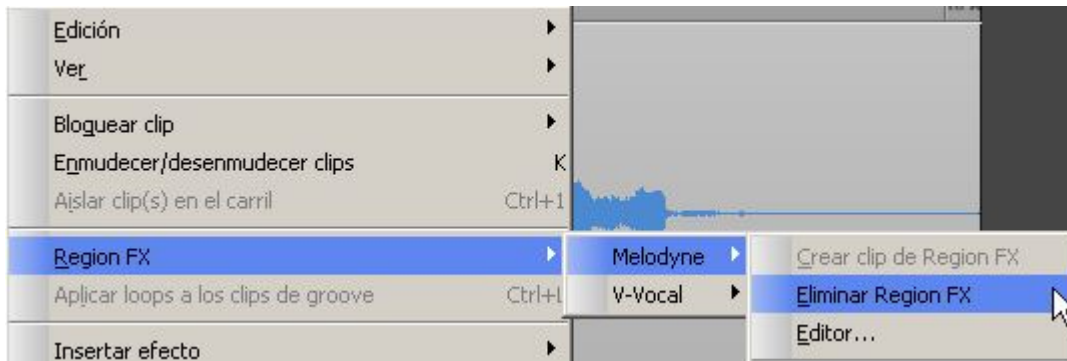 Edición
Ver
Bloquear clip
Enmudecer/desenmudecer clips K
Aislar clip(s) en el carril Ctrl+1
Region FX
Melodyne
Crear clip de Region FX
Aplicar loops a los clips de groove Ctrl+L
V-Vocal
Eliminar Region FX
Editor...
Insertar efecto